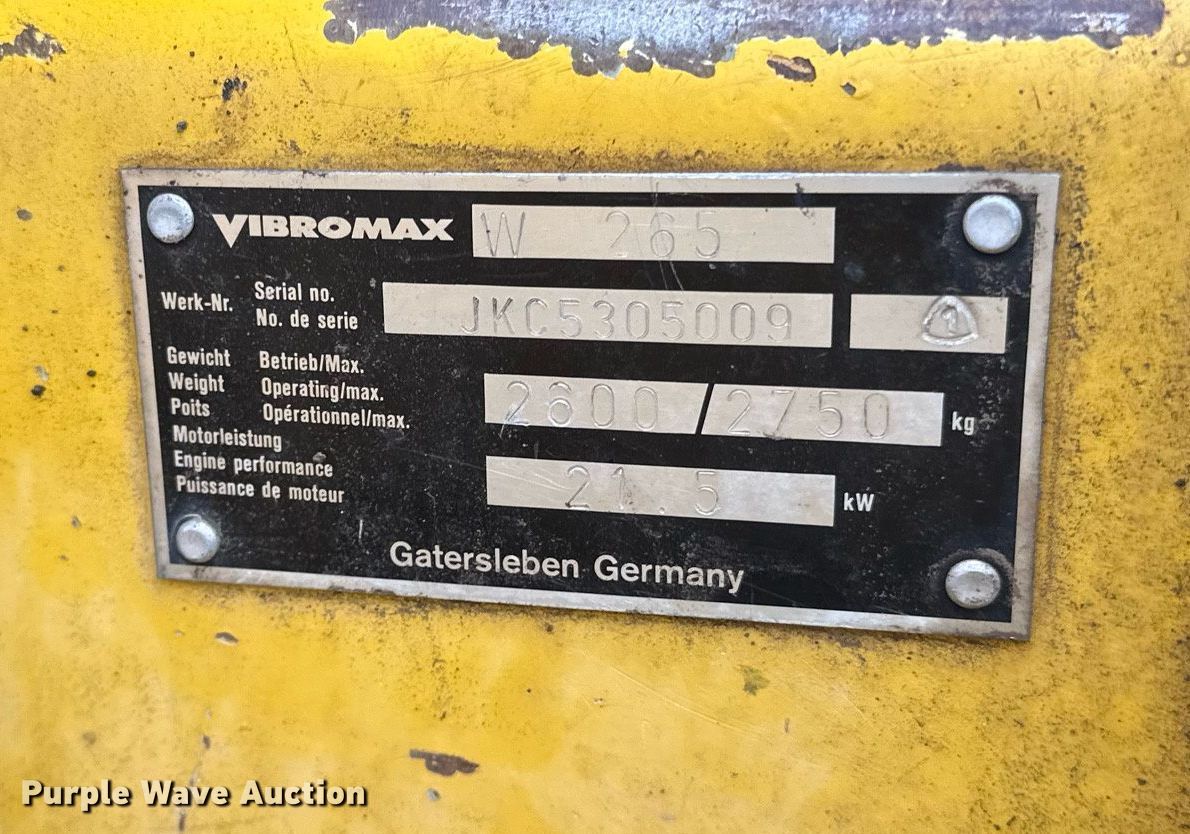 VIBROMAX W 265
Werk-Nr. Serial no.
No. de serie
JKC5305009 1
Gewicht Betrieb/Max.
Weight Operating/max.
Poits Opérationnel/max.
2600/2750 kg
Motorleistung
Engine performance
Puissance de moteur
21.5 kW
Gatersleben Germany
Purple Wave Auction